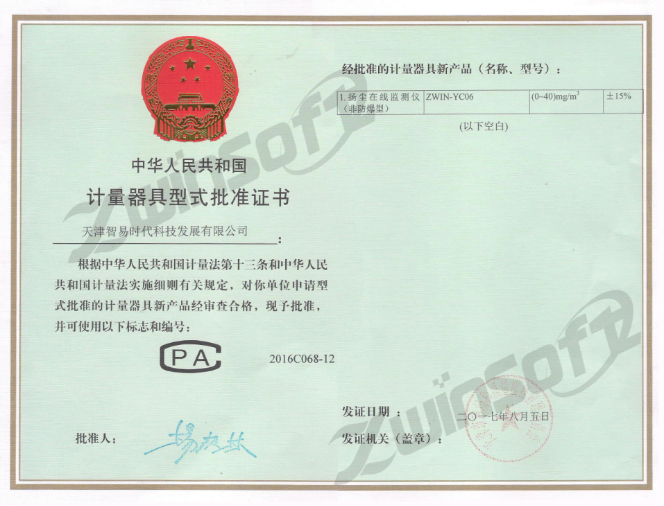 中华人民共和国
计量器具型式批准证书
天津智易时代科技发展有限公司：
根据中华人民共和国计量法第十三条和中华人民
共和国计量法实施细则有关规定，对你单位申请型
式批准的计量器具新产品经审查合格，现予批准，
并可使用以下标志和编号：
CPA 2016C068-12
批准人：
经批准的计量器具新产品（名称、型号）：
1.扬尘在线监测仪 ZWIN-YC06 (0~40)mg/m³ ±15%
（非防爆型）
（以下空白）
发证日期：
二〇一七年八月五日
发证机关（盖章）：
ZWINSOFT
ZWINSOFT